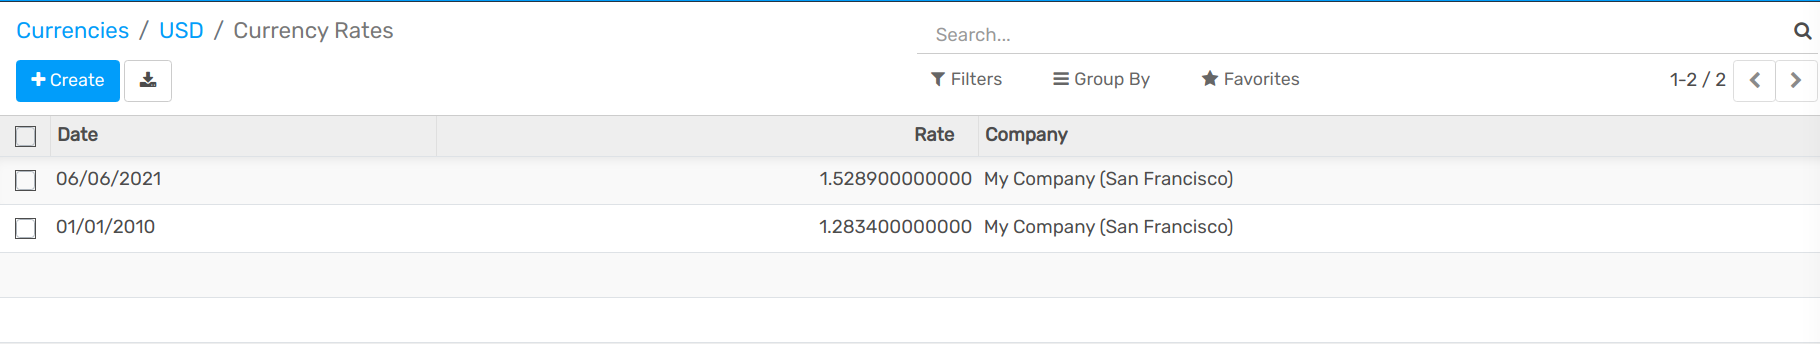 Currencies / USD / Currency Rates
Search...
Create
Filters
Group By
Favorites
1-2 / 2
Date Rate Company
06/06/2021 1.528900000000 My Company (San Francisco)
01/01/2010 1.283400000000 My Company (San Francisco)